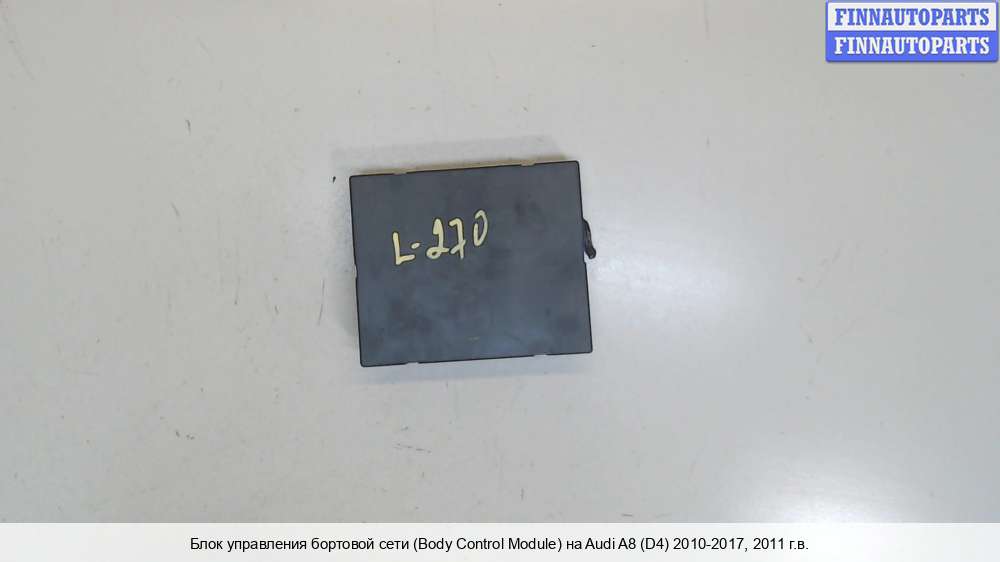 FINNAUTOPARTS
FINNAUTOPARTS
L-270
Блок управления бортовой сети (Body Control Module) на Audi A8 (D4) 2010-2017, 2011 г.в.